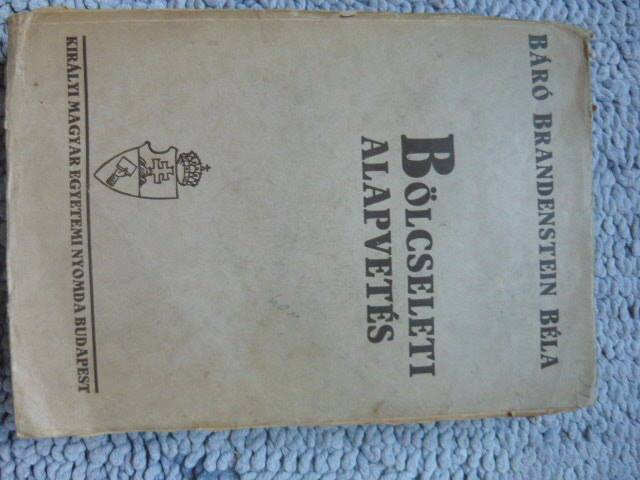 BÁRÓ BRANDENSTEIN BÉLA
BÖLCSELETI
ALAPVETÉS
KIRÁLYI MAGYAR EGYETEMI NYOMDA BUDAPEST